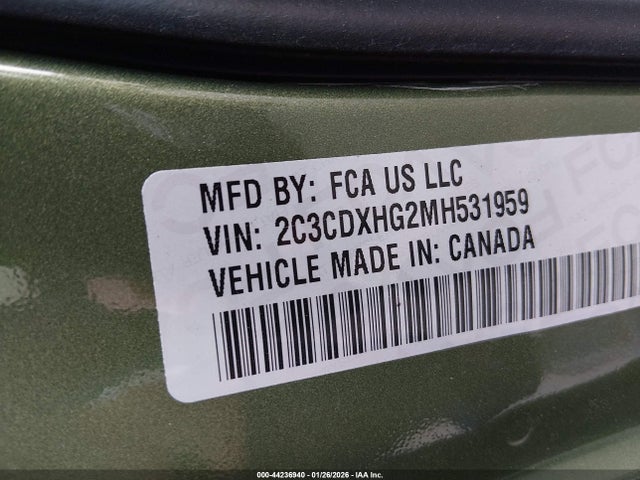 MFD BY: FCA US LLC
VIN: 2C3CDXHG2MH531959
VEHICLE MADE IN: CANADA
000-44236940 - 01/26/2026 - IAA Inc.